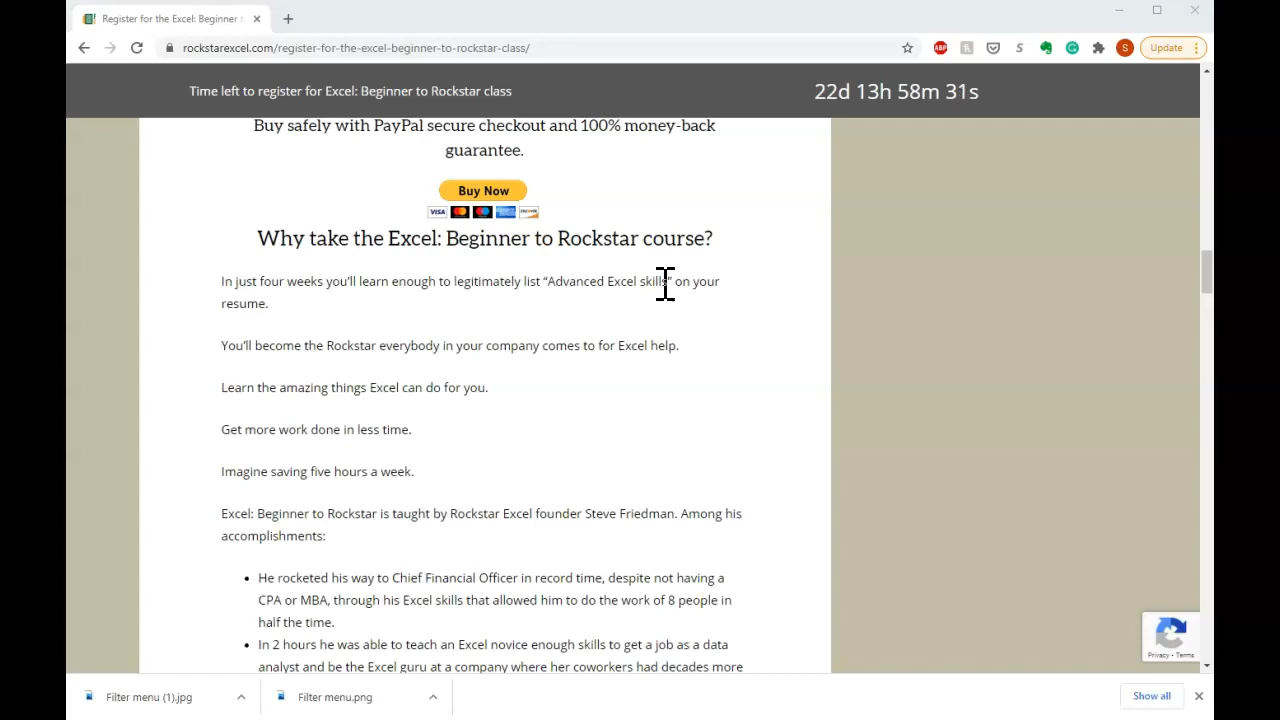 Register for the Excel: Beginner t
rockstarexcel.com/register-for-the-excel-beginner-to-rockstar-class/
ABP
S
S
Update
Time left to register for Excel: Beginner to Rockstar class
22d 13h 58m 31s
Buy safely with PayPal secure checkout and 100% money-back
guarantee.
Buy Now
VISA
DISCOVER
Why take the Excel: Beginner to Rockstar course?
In just four weeks you’ll learn enough to legitimately list “Advanced Excel skills” on your
resume.
You’ll become the Rockstar everybody in your company comes to for Excel help.
Learn the amazing things Excel can do for you.
Get more work done in less time.
Imagine saving five hours a week.
Excel: Beginner to Rockstar is taught by Rockstar Excel founder Steve Friedman. Among his
accomplishments:
• He rocketed his way to Chief Financial Officer in record time, despite not having a
CPA or MBA, through his Excel skills that allowed him to do the work of 8 people in
half the time.
• In 2 hours he was able to teach an Excel novice enough skills to get a job as a data
analyst and be the Excel guru at a company where her coworkers had decades more
Privacy - Terms
Filter menu (1).jpg
Filter menu.png
Show all